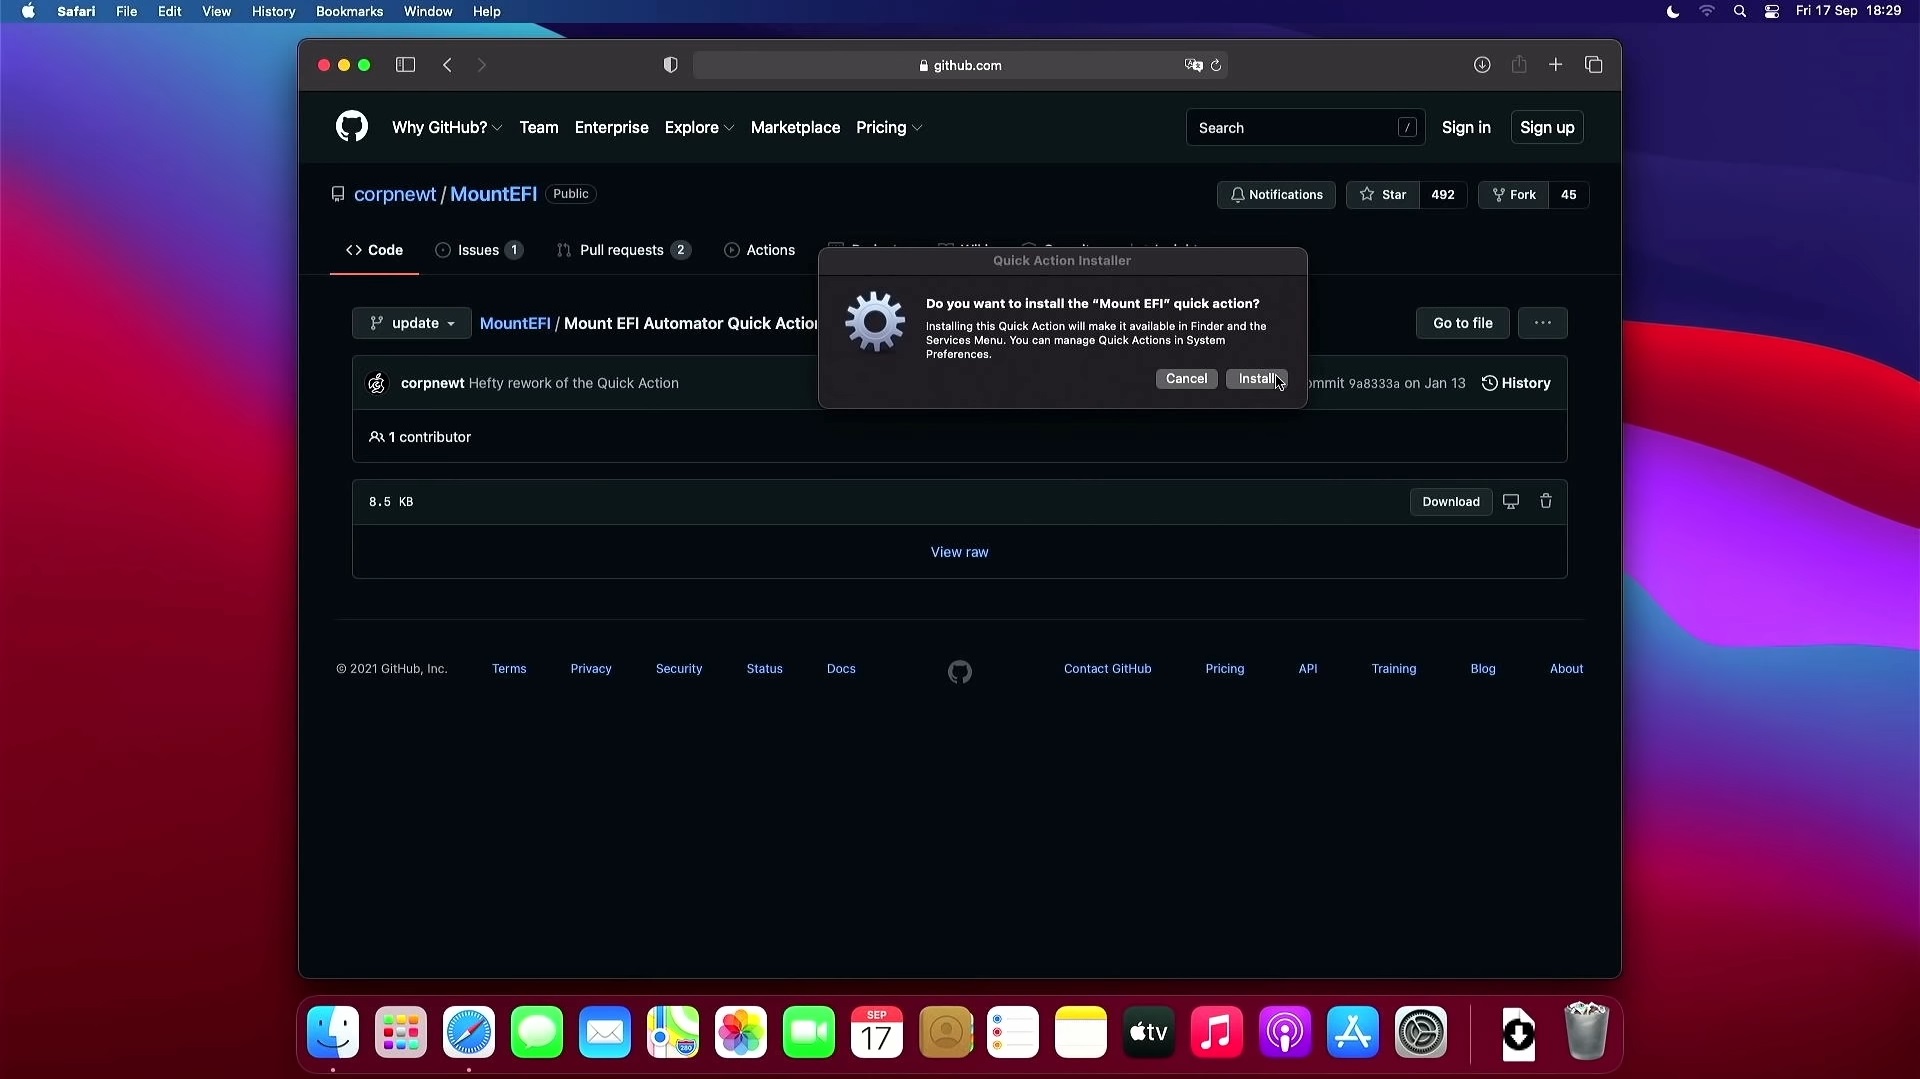 Safari File Edit View History Bookmarks Window Help Fri 17 Sep 18:29
github.com
Why GitHub? Team Enterprise Explore Marketplace Pricing Search / Sign in Sign up
corpnewt / MountEFI Public Notifications Star 492 Fork 45
Code Issues 1 Pull requests 2 Actions
Quick Action Installer
Do you want to install the “Mount EFI” quick action?
Installing this Quick Action will make it available in Finder and the
Services Menu. You can manage Quick Actions in System
Preferences.
Cancel Install
update MountEFI / Mount EFI Automator Quick Action Go to file ...
corpnewt Hefty rework of the Quick Action 9a8333a on Jan 13 History
1 contributor
8.5 KB Download
View raw
© 2021 GitHub, Inc. Terms Privacy Security Status Docs Contact GitHub Pricing API Training Blog About
SEP
17
tv
280